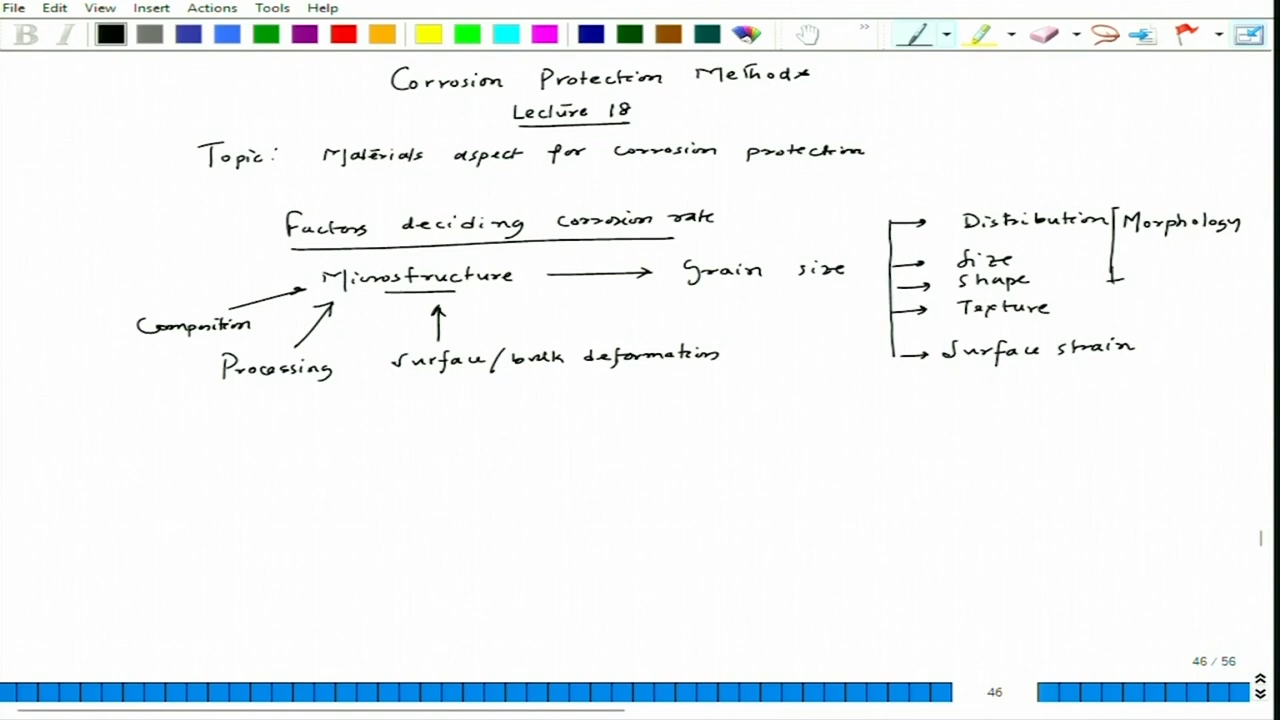 File Edit View Insert Actions Tools Help
B I
Corrosion Protection Methods
Lecture 18
Topic: Materials aspect for corrosion protection
Factors deciding corrosion rate
Distribution Morphology
Microstructure Grain size
Size
Shape
Texture
Composition
Surface strain
Processing Surface/bulk deformation
46 / 56
46